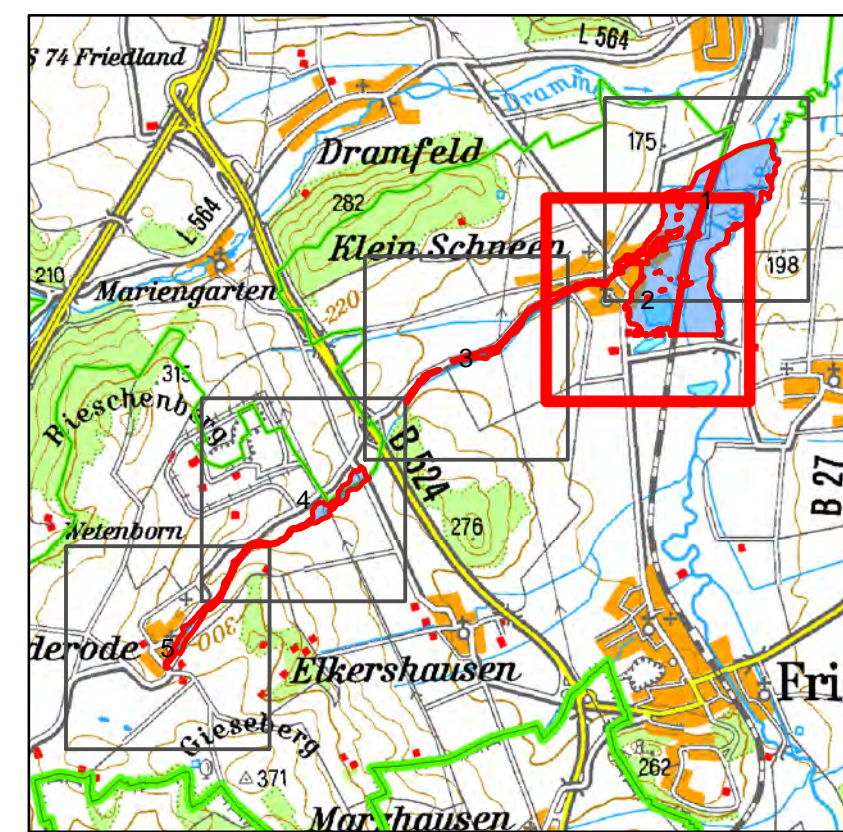 L 564
S 74 Friedland
Dramme
175
Dramfeld
282
1
L 564
Klein Schneen
198
210
Mariengarten
220
2
3
315
Rieschenberg
B 524
4
B 27
276
Wetenborn
300
derode
5
Elkershausen
Fri
Gieseberg
371
262
Marzhausen